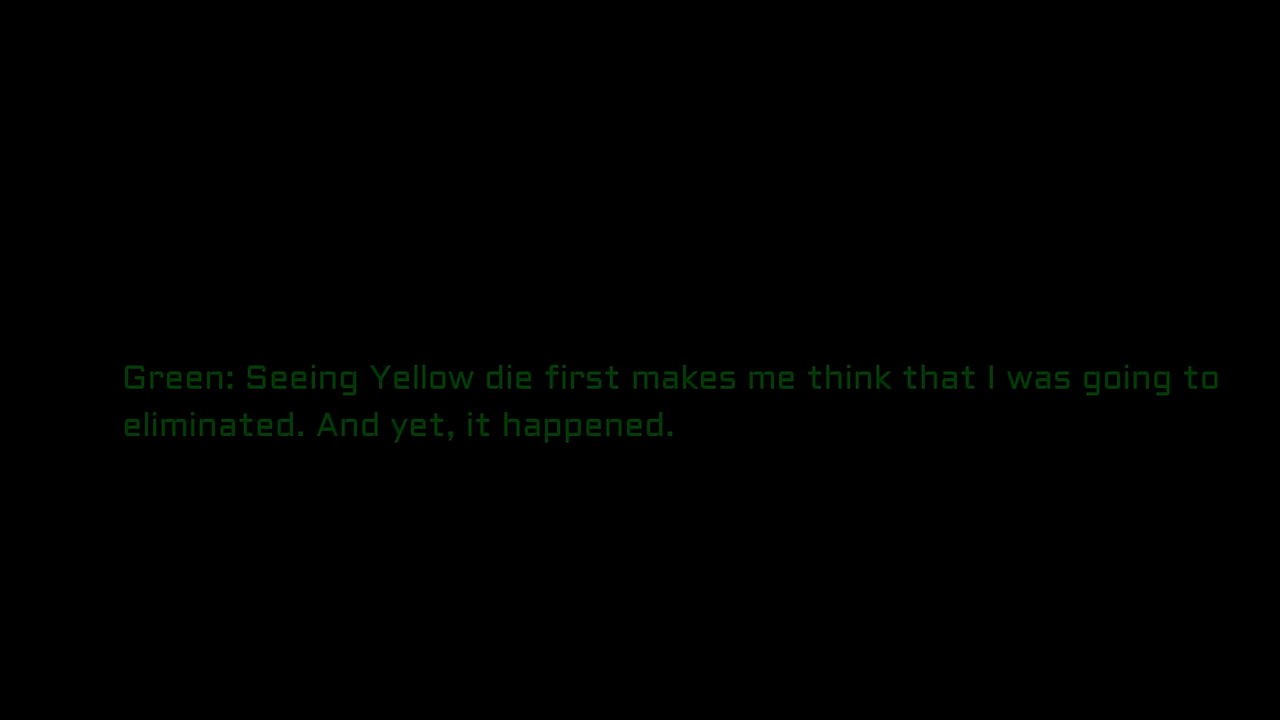 Green: Seeing Yellow die first makes me think that I was going to
eliminated. And yet, it happened.